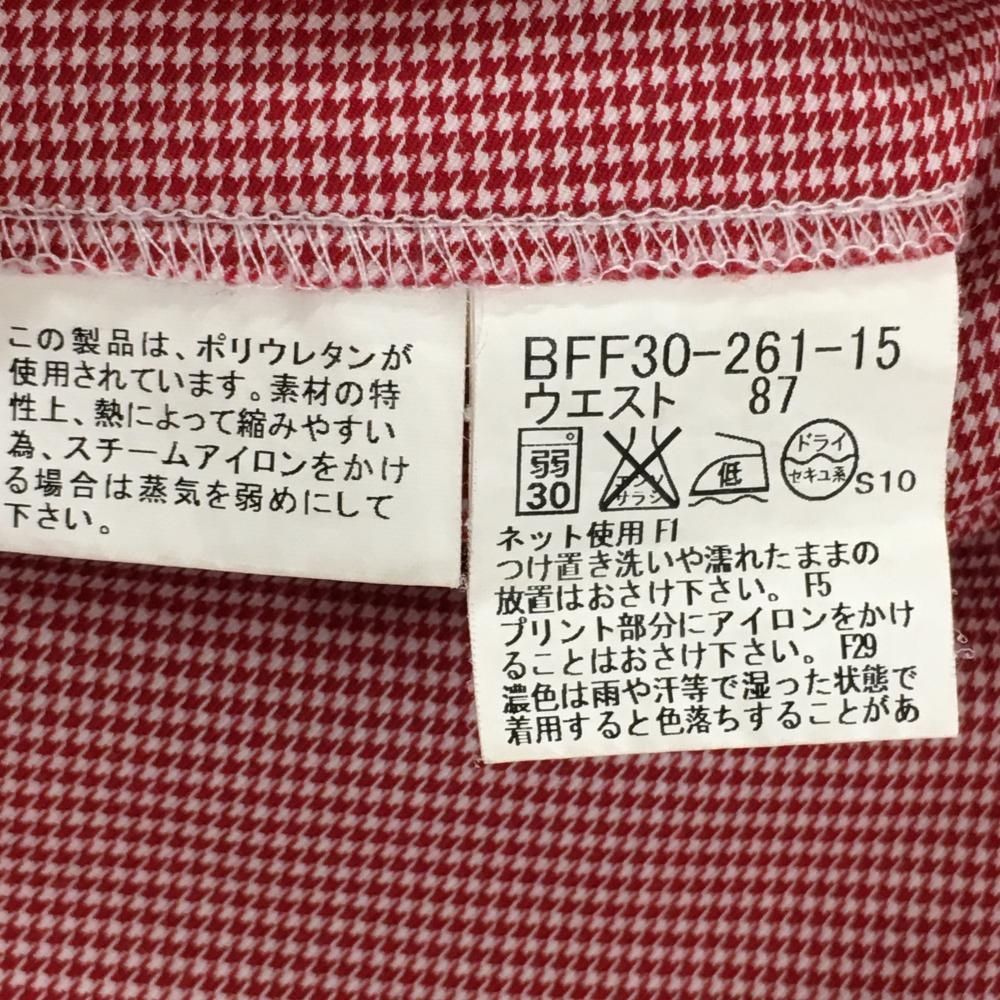 この製品は、ポリウレタンが
使用されています。素材の特
性上、熱によって縮みやすい
為、スチームアイロンをかけ
る場合は蒸気を弱めにして
下さい。
BFF30-261-15
ウエスト 87
弱
30
エンソ
サラシ
低
ドライ
セキユ系
S10
ネット使用 F1
つけ置き洗いや濡れたままの
放置はおさけ下さい。 F5
プリント部分にアイロンをかけ
ることはおさけ下さい。 F29
濃色は雨や汗等で湿った状態で
着用すると色落ちすることがあ